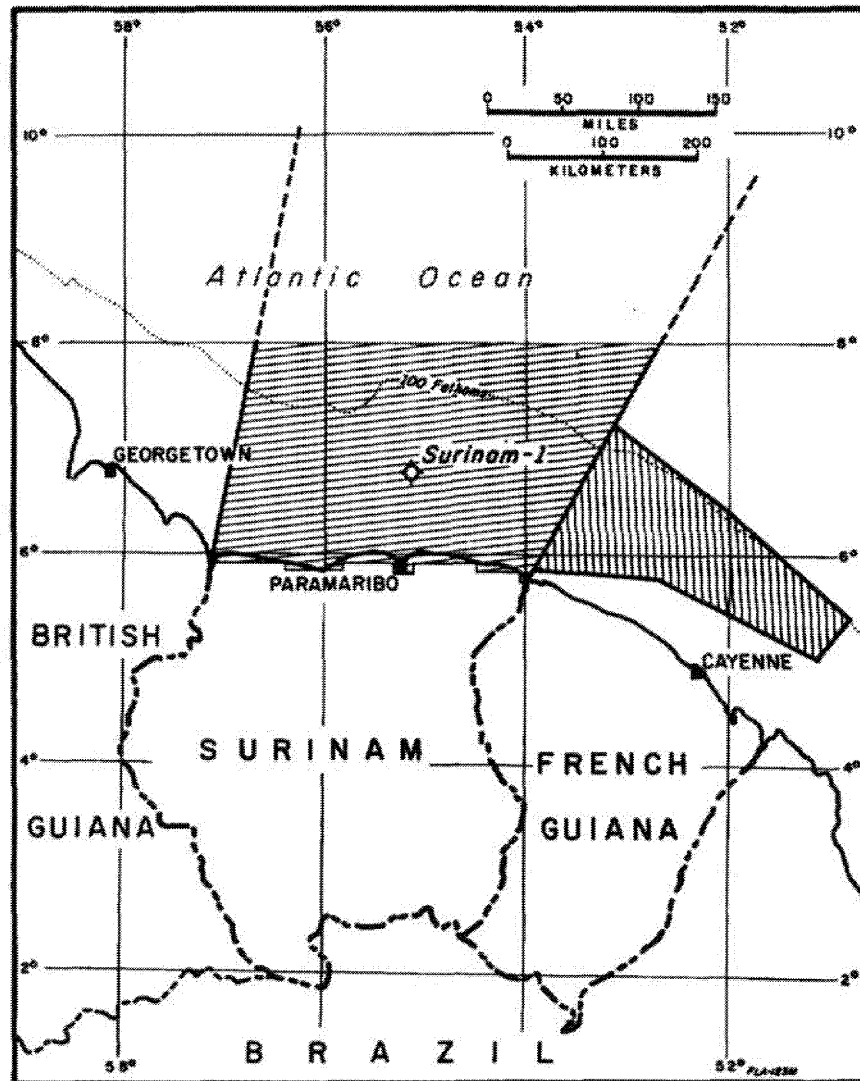 58° 56° 54° 52°
0 50 100 150
MILES
10° 10°
0 100 200
KILOMETERS
Atlantic Ocean
8° 8°
100 Fathoms
Surinam-1
GEORGETOWN
6° 6°
PARAMARIBO
BRITISH
CAYENNE
SURINAM
4° FRENCH 4°
GUIANA GUIANA
2° 2°
BRAZIL
58° 52°